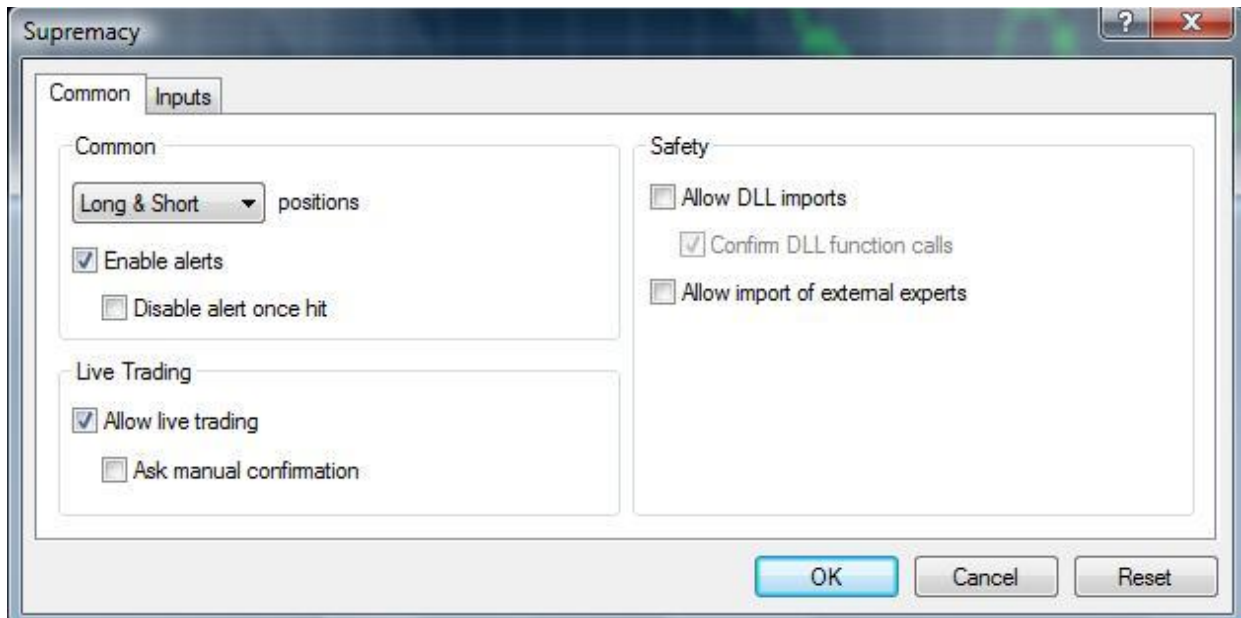 Supremacy
?
X
Common
Inputs
Common
Long & Short
positions
Enable alerts
Disable alert once hit
Live Trading
Allow live trading
Ask manual confirmation
Safety
Allow DLL imports
Confirm DLL function calls
Allow import of external experts
OK
Cancel
Reset